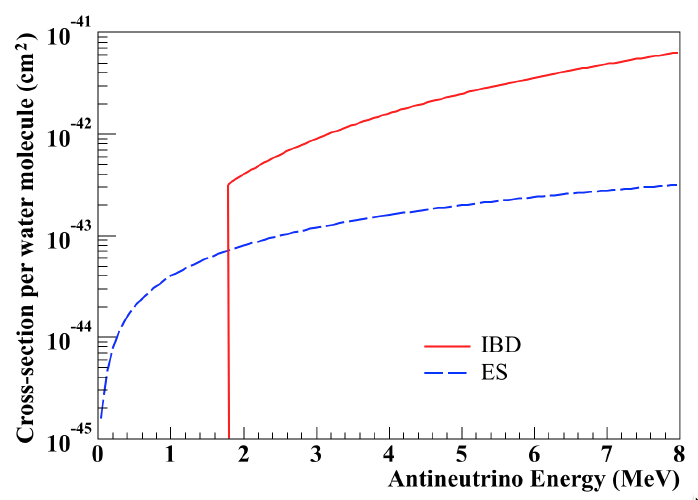 Cross-section per water molecule (cm²)
10⁻⁴¹
10⁻⁴²
10⁻⁴³
10⁻⁴⁴
10⁻⁴⁵
IBD
ES
0 1 2 3 4 5 6 7 8
Antineutrino Energy (MeV)